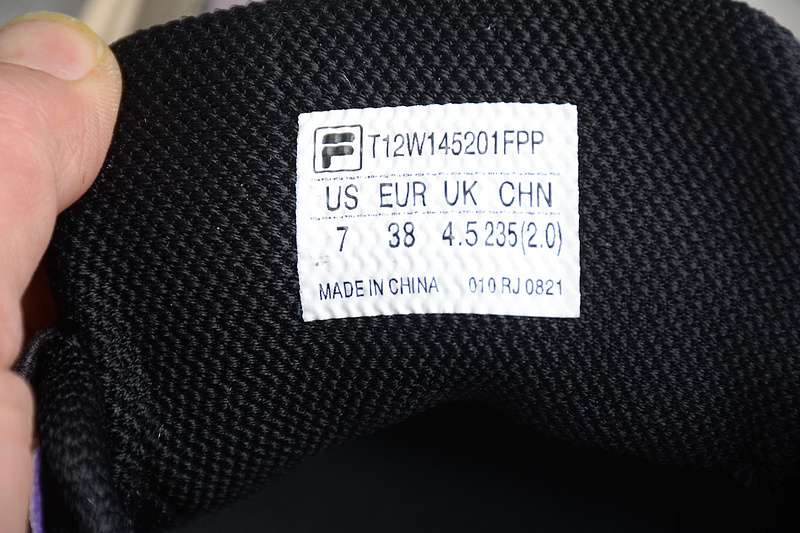 F T12W145201FPP
US EUR UK CHN
7 38 4.5 235(2.0)
MADE IN CHINA 010 RJ 0821